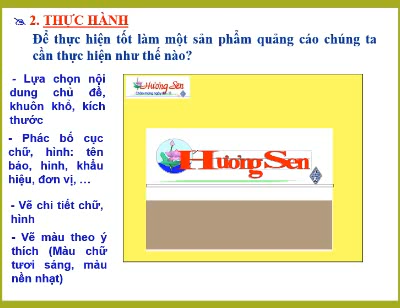 2. THỰC HÀNH
Để thực hiện tốt làm một sản phẩm quảng cáo chúng ta
cần thực hiện như thế nào?
- Lựa chọn nội
dung chủ đề,
khuôn khổ, kích
thước
- Phác bố cục
chữ, hình: tên
báo, hình, khẩu
hiệu, đơn vị, …
- Vẽ chi tiết chữ,
hình
- Vẽ màu theo ý
thích (Màu chữ
tươi sáng, màu
nền nhạt)
Hương Sen
Hương Sen